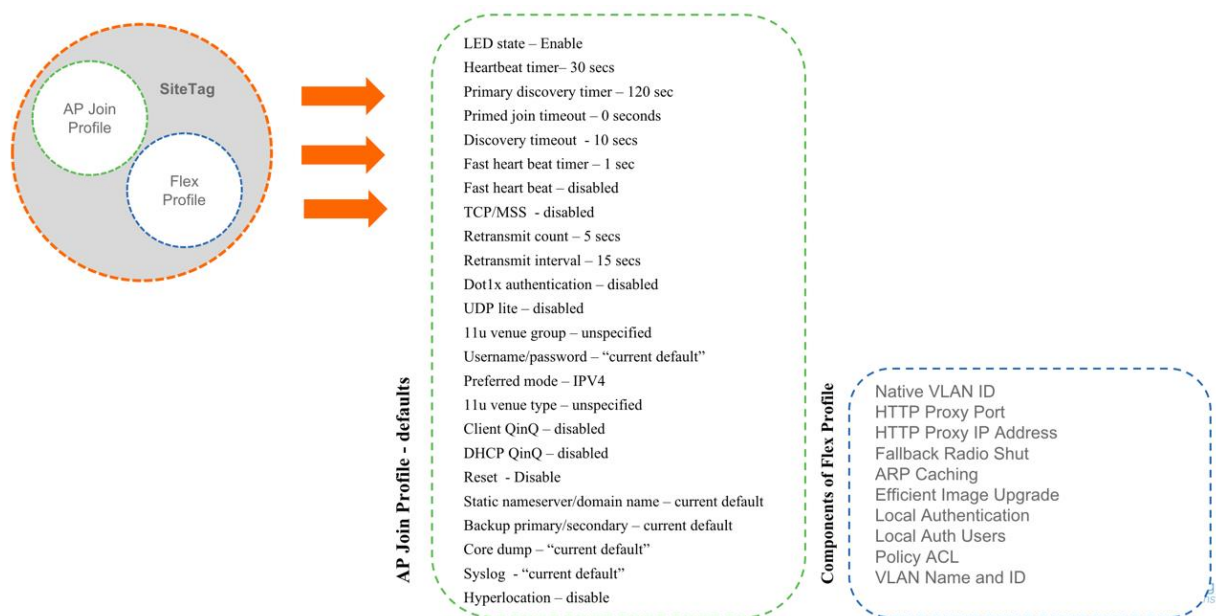 SiteTag
AP Join
Profile
Flex
Profile
AP Join Profile - defaults
LED state – Enable
Heartbeat timer– 30 secs
Primary discovery timer – 120 sec
Primed join timeout – 0 seconds
Discovery timeout  - 10 secs
Fast heart beat timer – 1 sec
Fast heart beat – disabled
TCP/MSS  - disabled
Retransmit count – 5 secs
Retransmit interval – 15 secs
Dot1x authentication – disabled
UDP lite – disabled
11u venue group – unspecified
Username/password – “current default”
Preferred mode – IPV4
11u venue type – unspecified
Client QinQ – disabled
DHCP QinQ – disabled
Reset  - Disable
Static nameserver/domain name – current default
Backup primary/secondary – current default
Core dump – “current default”
Syslog  - “current default”
Hyperlocation – disable
Components of Flex Profile
Native VLAN ID
HTTP Proxy Port
HTTP Proxy IP Address
Fallback Radio Shut
ARP Caching
Efficient Image Upgrade
Local Authentication
Local Auth Users
Policy ACL
VLAN Name and ID